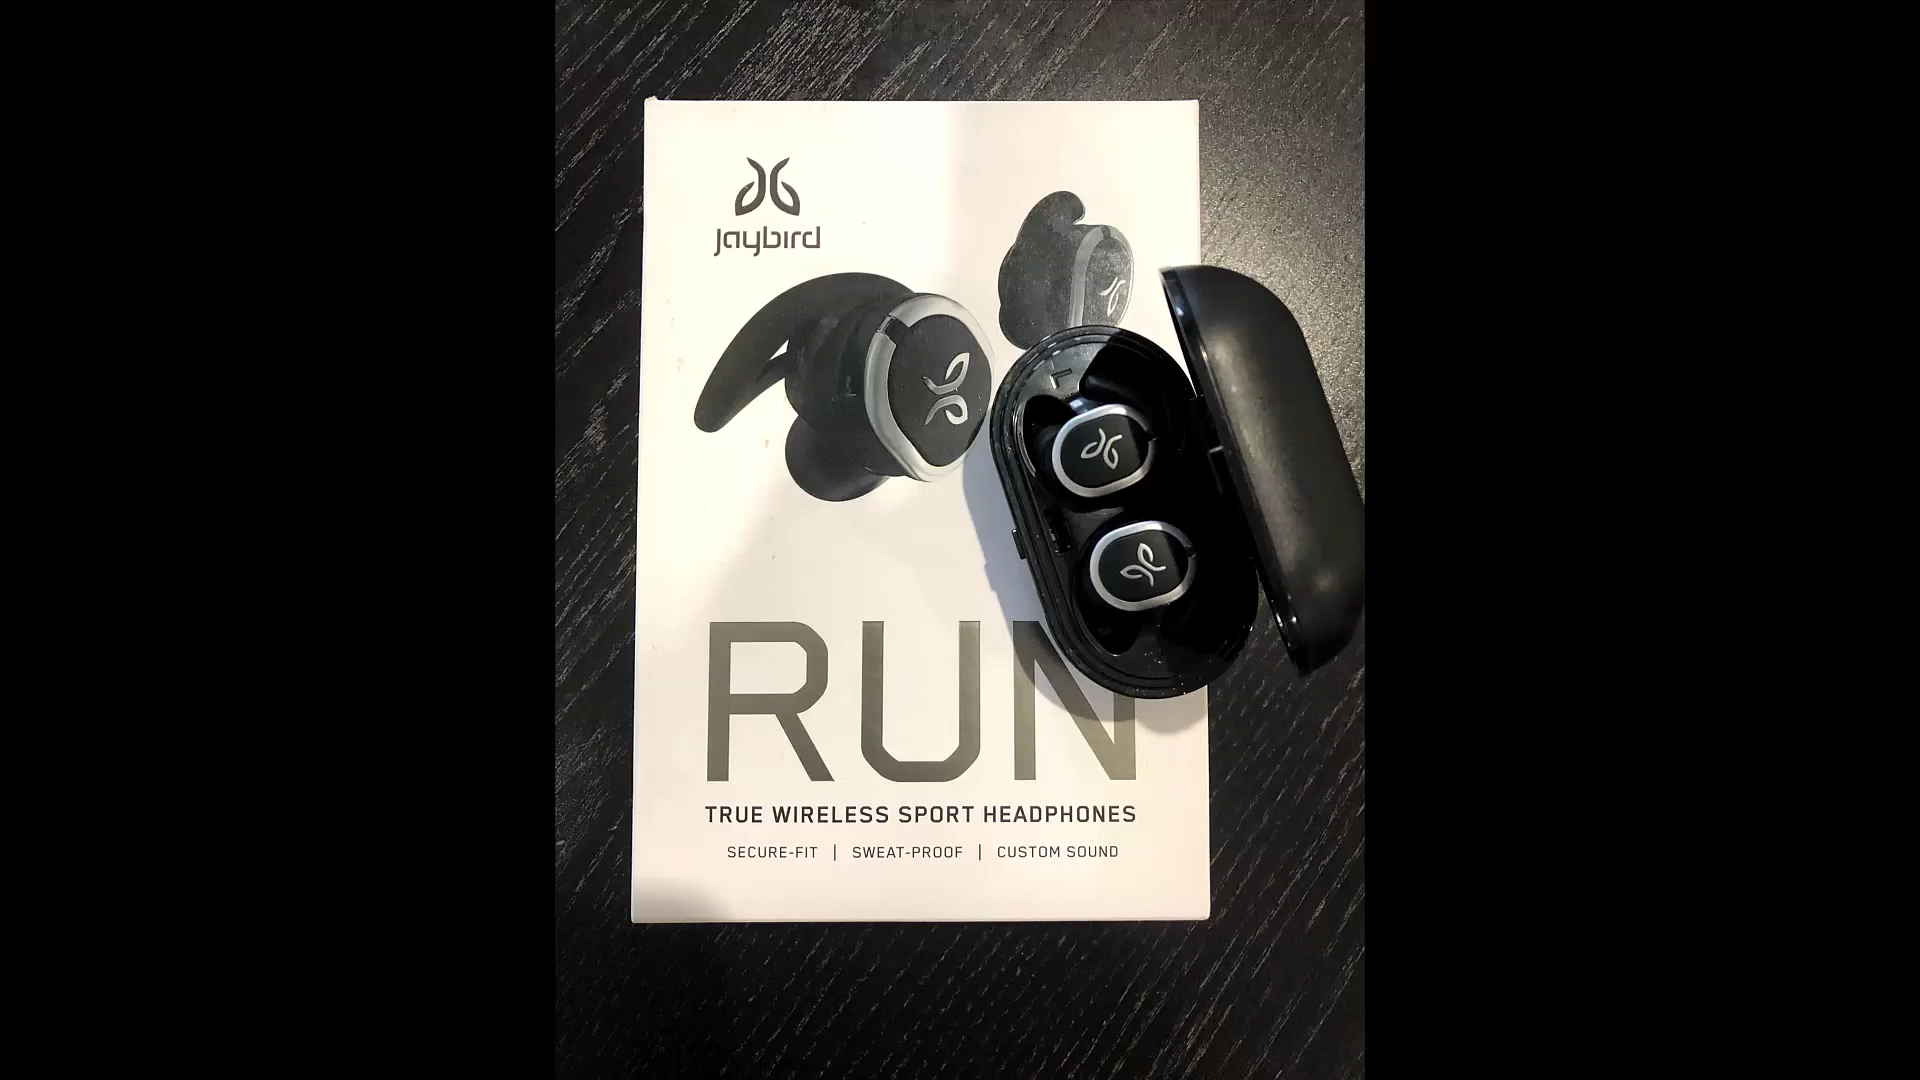 Jaybird
L
RUN
TRUE WIRELESS SPORT HEADPHONES
SECURE-FIT | SWEAT-PROOF | CUSTOM SOUND